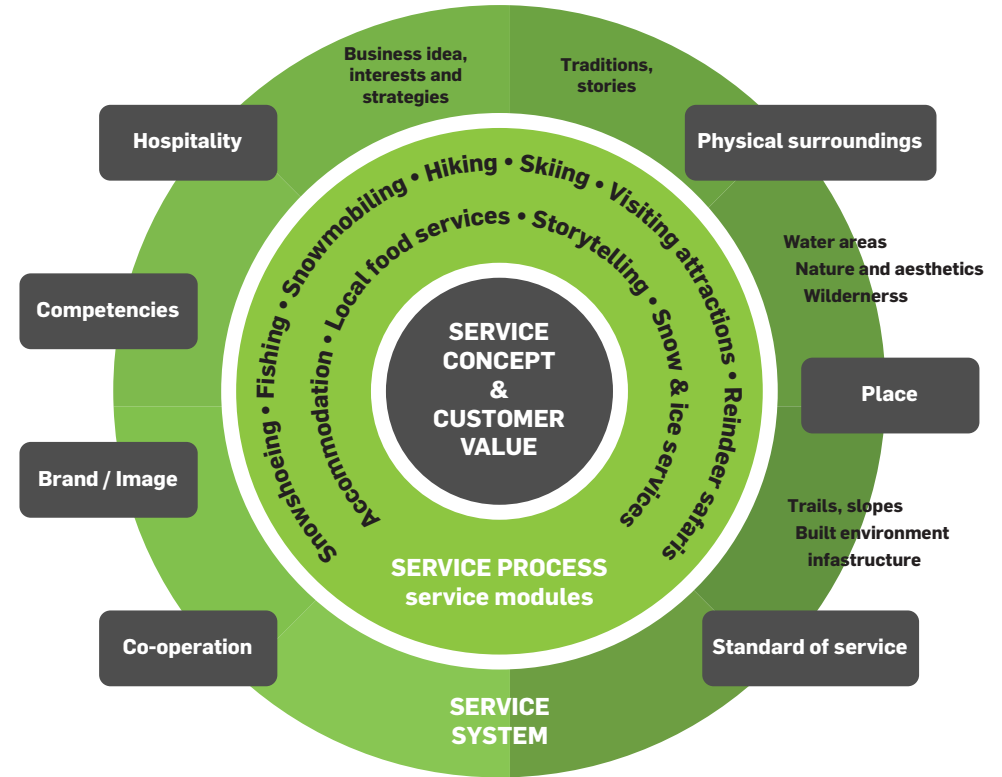 Business idea,
interests and
strategies
Traditions,
stories
Hospitality
Physical surroundings
Competencies
Water areas
Nature and aesthetics
Wildernerss
Brand / Image
Place
Co-operation
Trails, slopes
Built environment
infastructure
Standard of service
Snowshoeing • Fishing • Snowmobiling • Hiking • Skiing • Visiting attractions • Reindeer safaris
Accommodation • Local food services • Storytelling • Snow & ice services
SERVICE
CONCEPT
&
CUSTOMER
VALUE
SERVICE PROCESS
service modules
SERVICE
SYSTEM